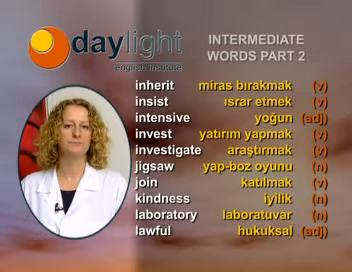 daylight
english institute
INTERMEDIATE
WORDS PART 2
inherit miras bırakmak (v)
insist ısrar etmek (v)
intensive yoğun (adj)
invest yatırım yapmak (v)
investigate araştırmak (v)
jigsaw yap-boz oyunu (n)
join katılmak (v)
kindness iyilik (n)
laboratory laboratuvar (n)
lawful hukuksal (adj)